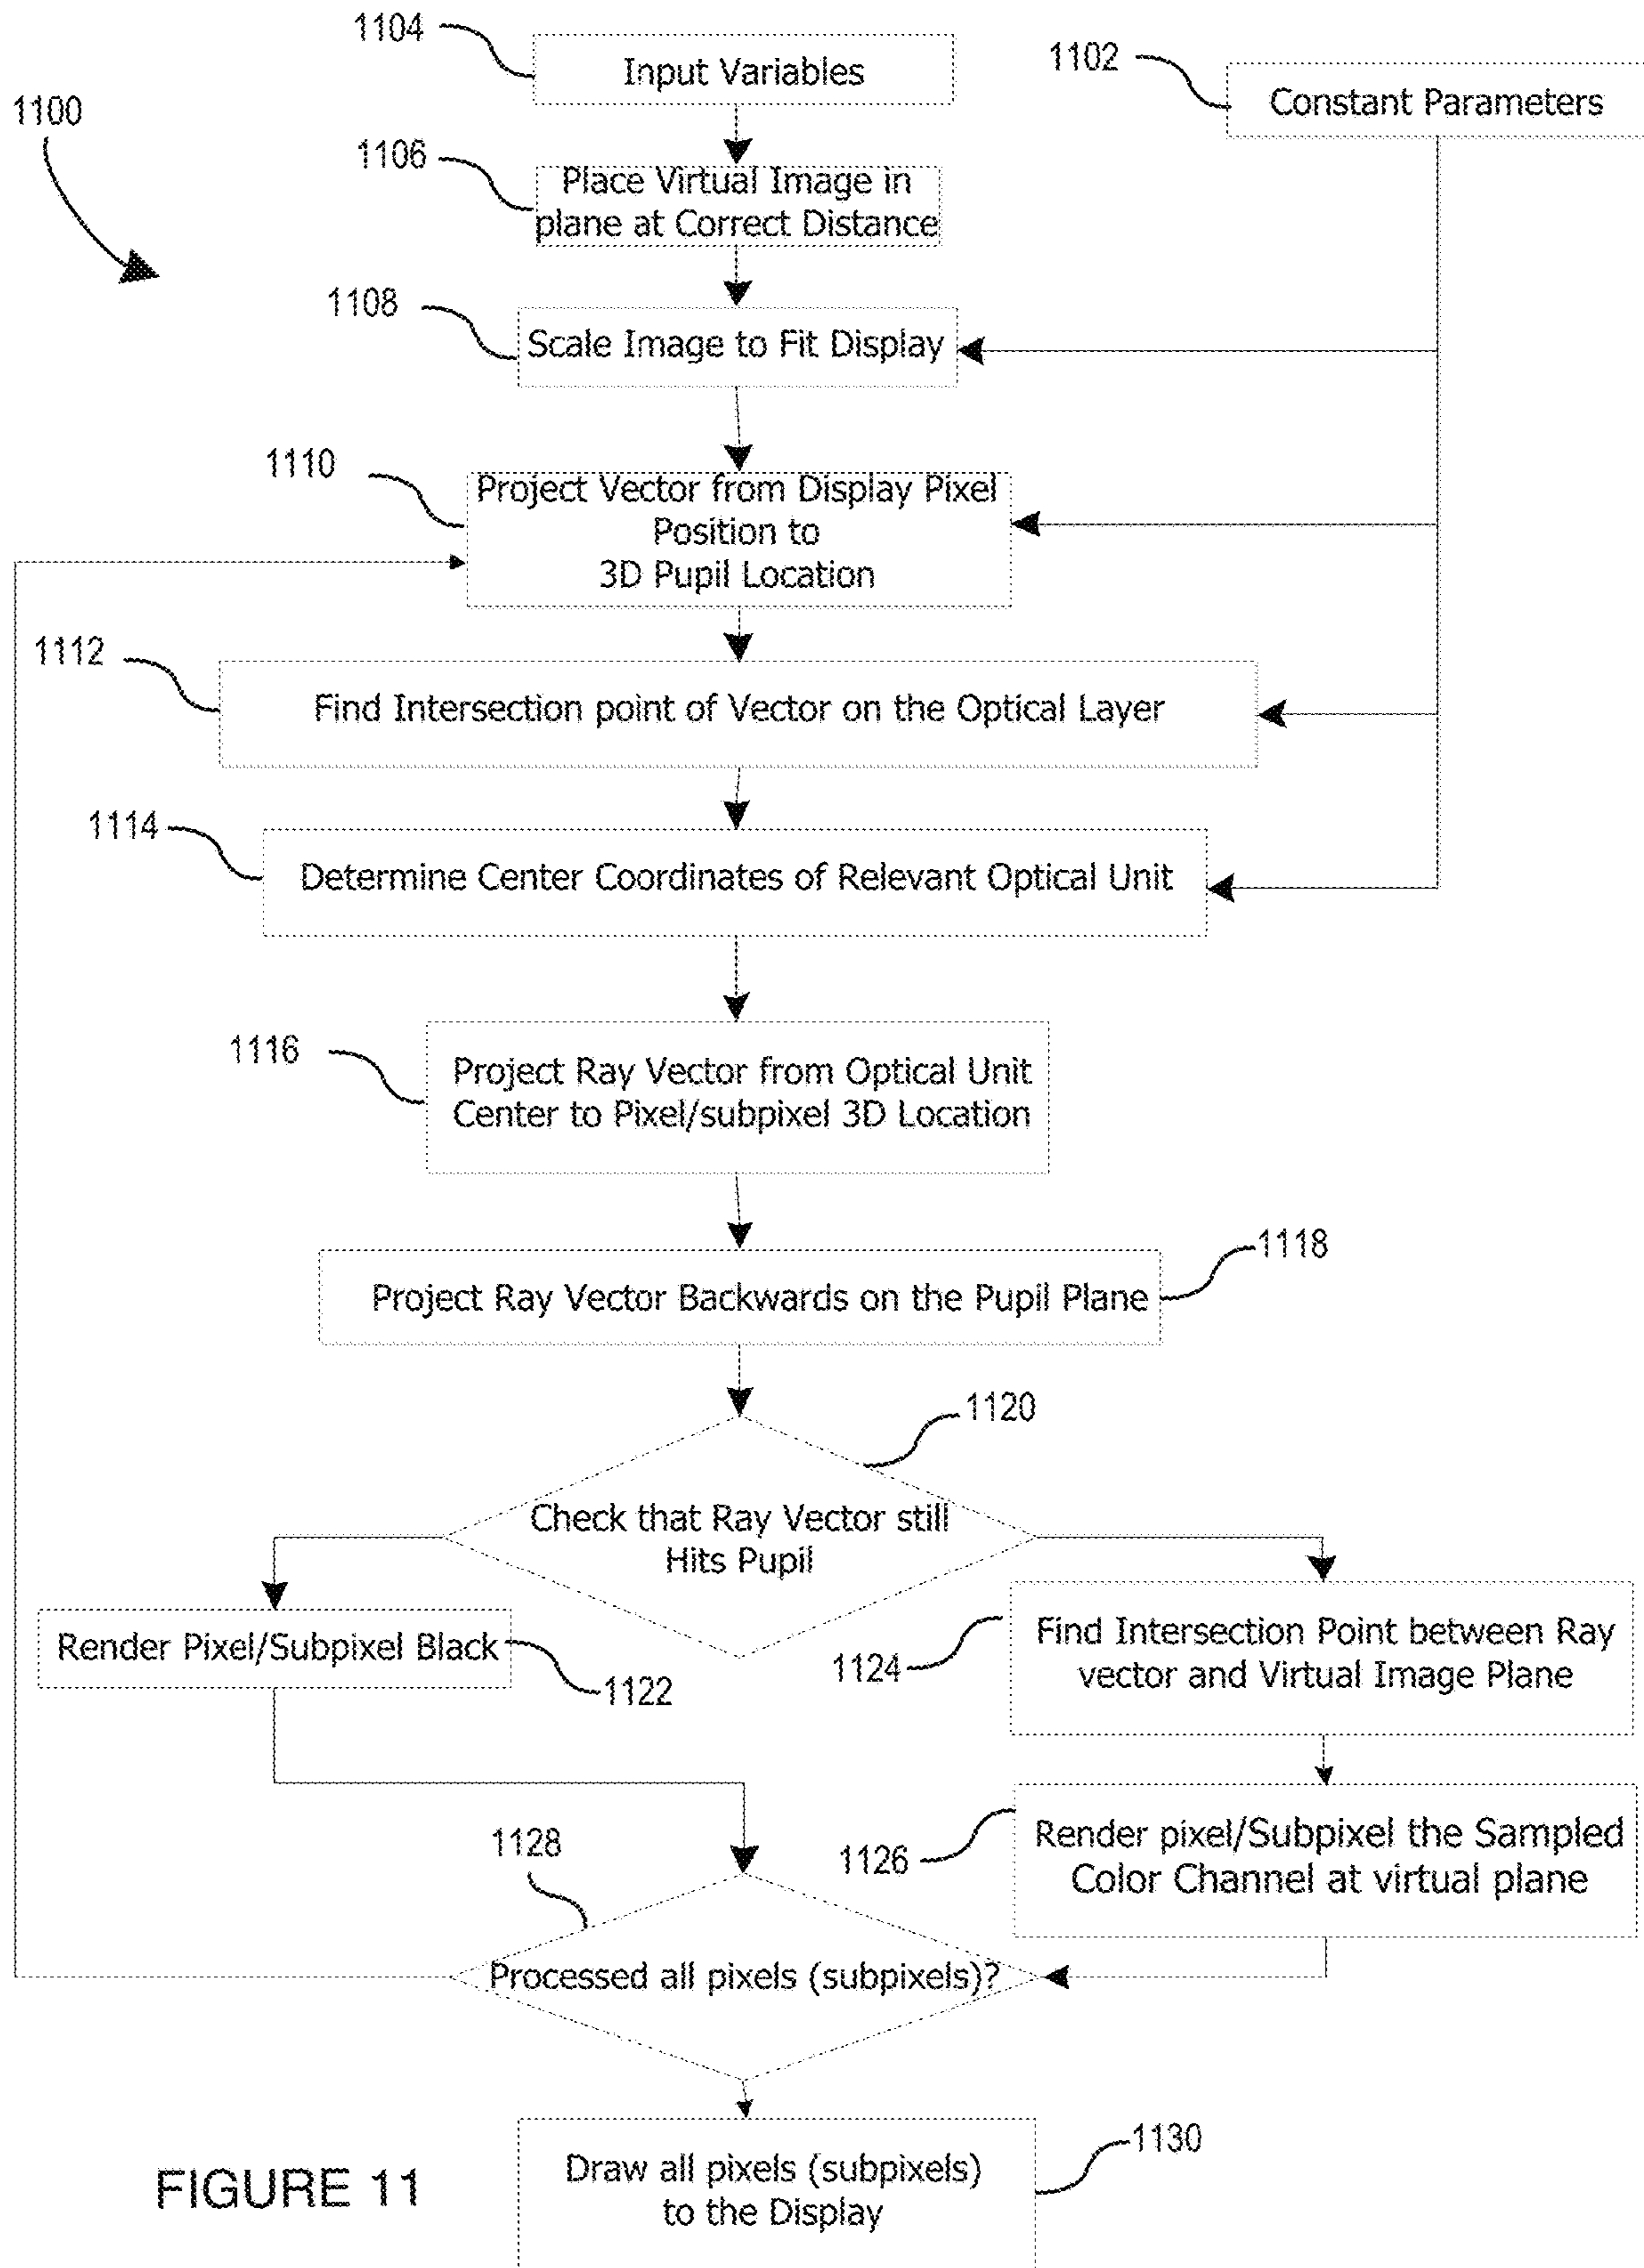 1104
Input Variables
1102
Constant Parameters
1100
1106
Place Virtual Image in
plane at Correct Distance
1108
Scale Image to Fit Display
1110
Project Vector from Display Pixel
Position to
3D Pupil Location
1112
Find Intersection point of Vector on the Optical Layer
1114
Determine Center Coordinates of Relevant Optical Unit
1116
Project Ray Vector from Optical Unit
Center to Pixel/subpixel 3D Location
1118
Project Ray Vector Backwards on the Pupil Plane
1120
Check that Ray Vector still
Hits Pupil
Render Pixel/Subpixel Black
1122
1124
Find Intersection Point between Ray
vector and Virtual Image Plane
1126
Render pixel/Subpixel the Sampled
Color Channel at virtual plane
1128
Processed all pixels (subpixels)?
1130
Draw all pixels (subpixels)
to the Display
FIGURE 11